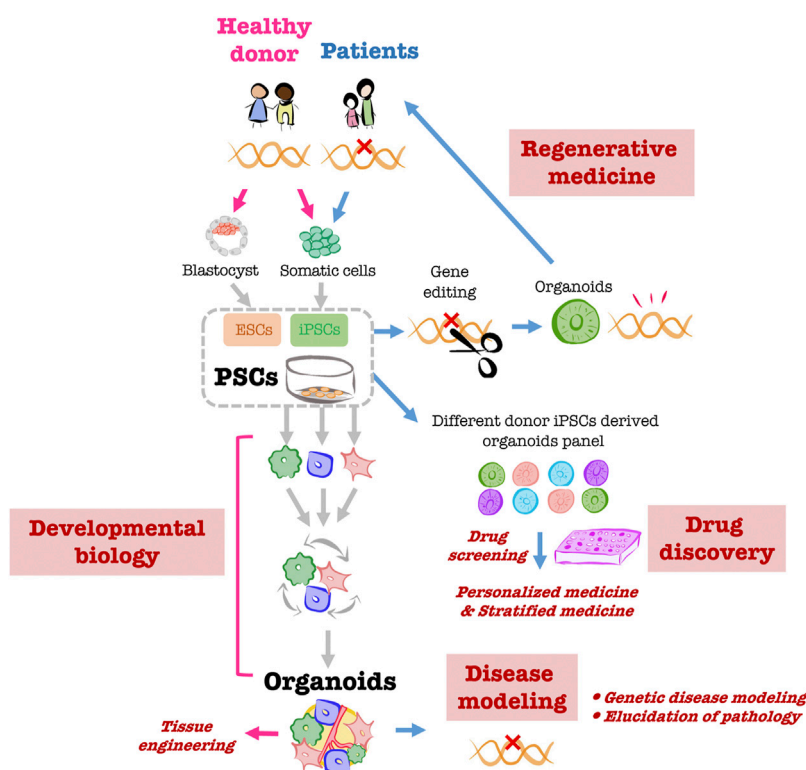 Healthy
donor
Patients
Regenerative
medicine
Blastocyst
Somatic cells
Gene
editing
Organoids
ESCs
iPSCs
PSCs
Different donor iPSCs derived
organoids panel
Developmental
biology
Drug
screening
Drug
discovery
Personalized medicine
& Stratified medicine
Organoids
Disease
modeling
• Genetic disease modeling
• Elucidation of pathology
Tissue
engineering